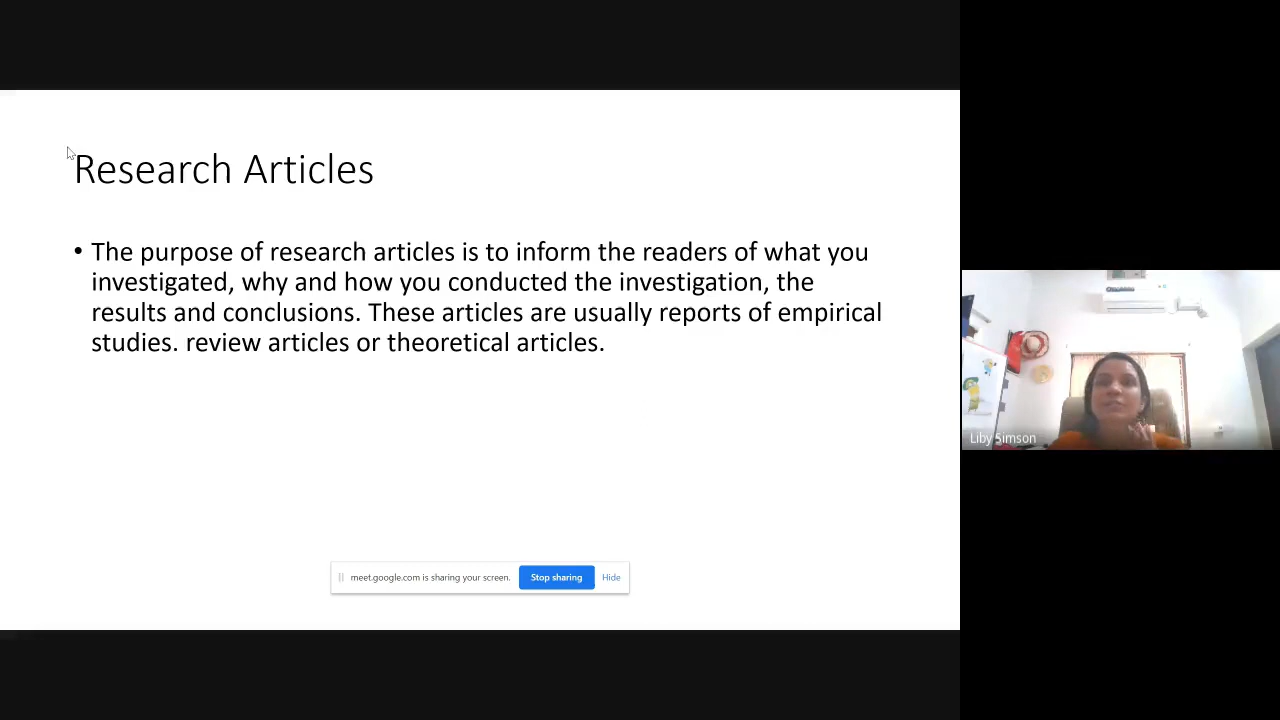 Research Articles
• The purpose of research articles is to inform the readers of what you
investigated, why and how you conducted the investigation, the
results and conclusions. These articles are usually reports of empirical
studies. review articles or theoretical articles.
meet.google.com is sharing your screen. Stop sharing Hide
Liby Simson